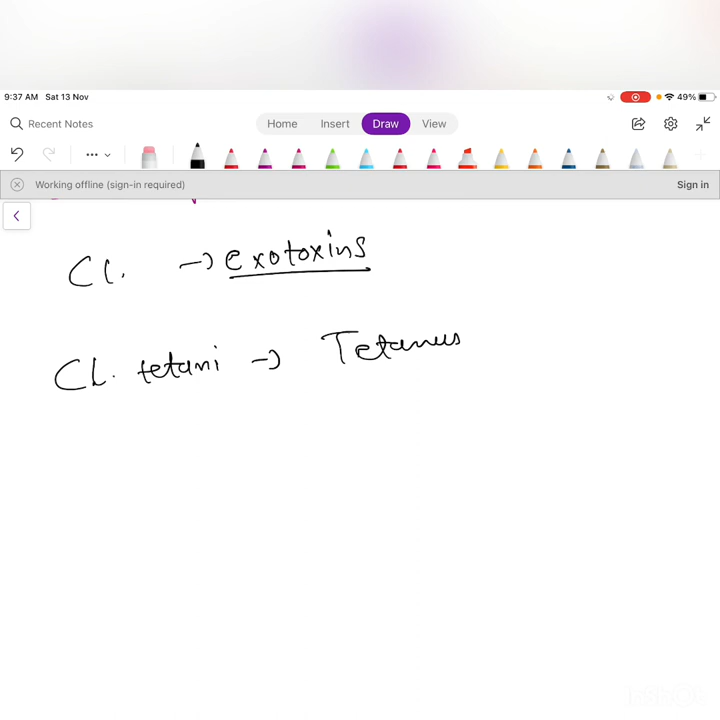 9:37 AM Sat 13 Nov 49%
Recent Notes Home Insert Draw View
Working offline (sign-in required) Sign in
Cl. → exotoxins
Cl. tetani → Tetanus